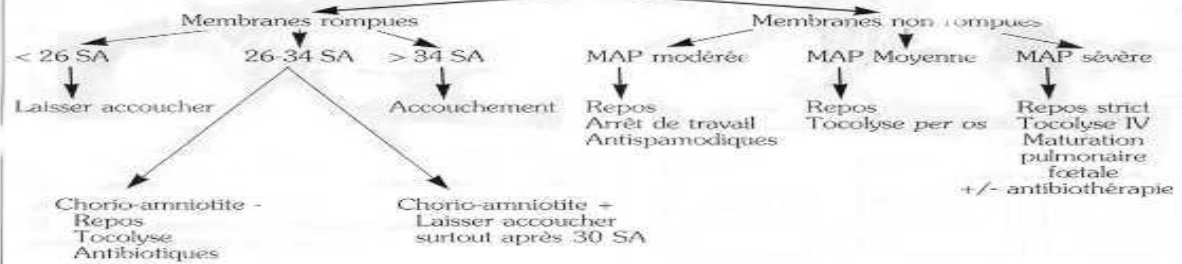 Membranes rompues
Membranes non rompues
< 26 SA
26-34 SA
> 34 SA
MAP modérée
MAP Moyenne
MAP sévère
Laisser accoucher
Accouchement
Repos
Arrêt de travail
Antispamodiques
Repos
Tocolyse per os
Repos strict
Tocolyse IV
Maturation
pulmonaire
fœtale
+/- antibiothérapie
Chorio-amniotite -
Repos
Tocolyse
Antibiotiques
Chorio-amniotite +
Laisser accoucher
surtout après 30 SA